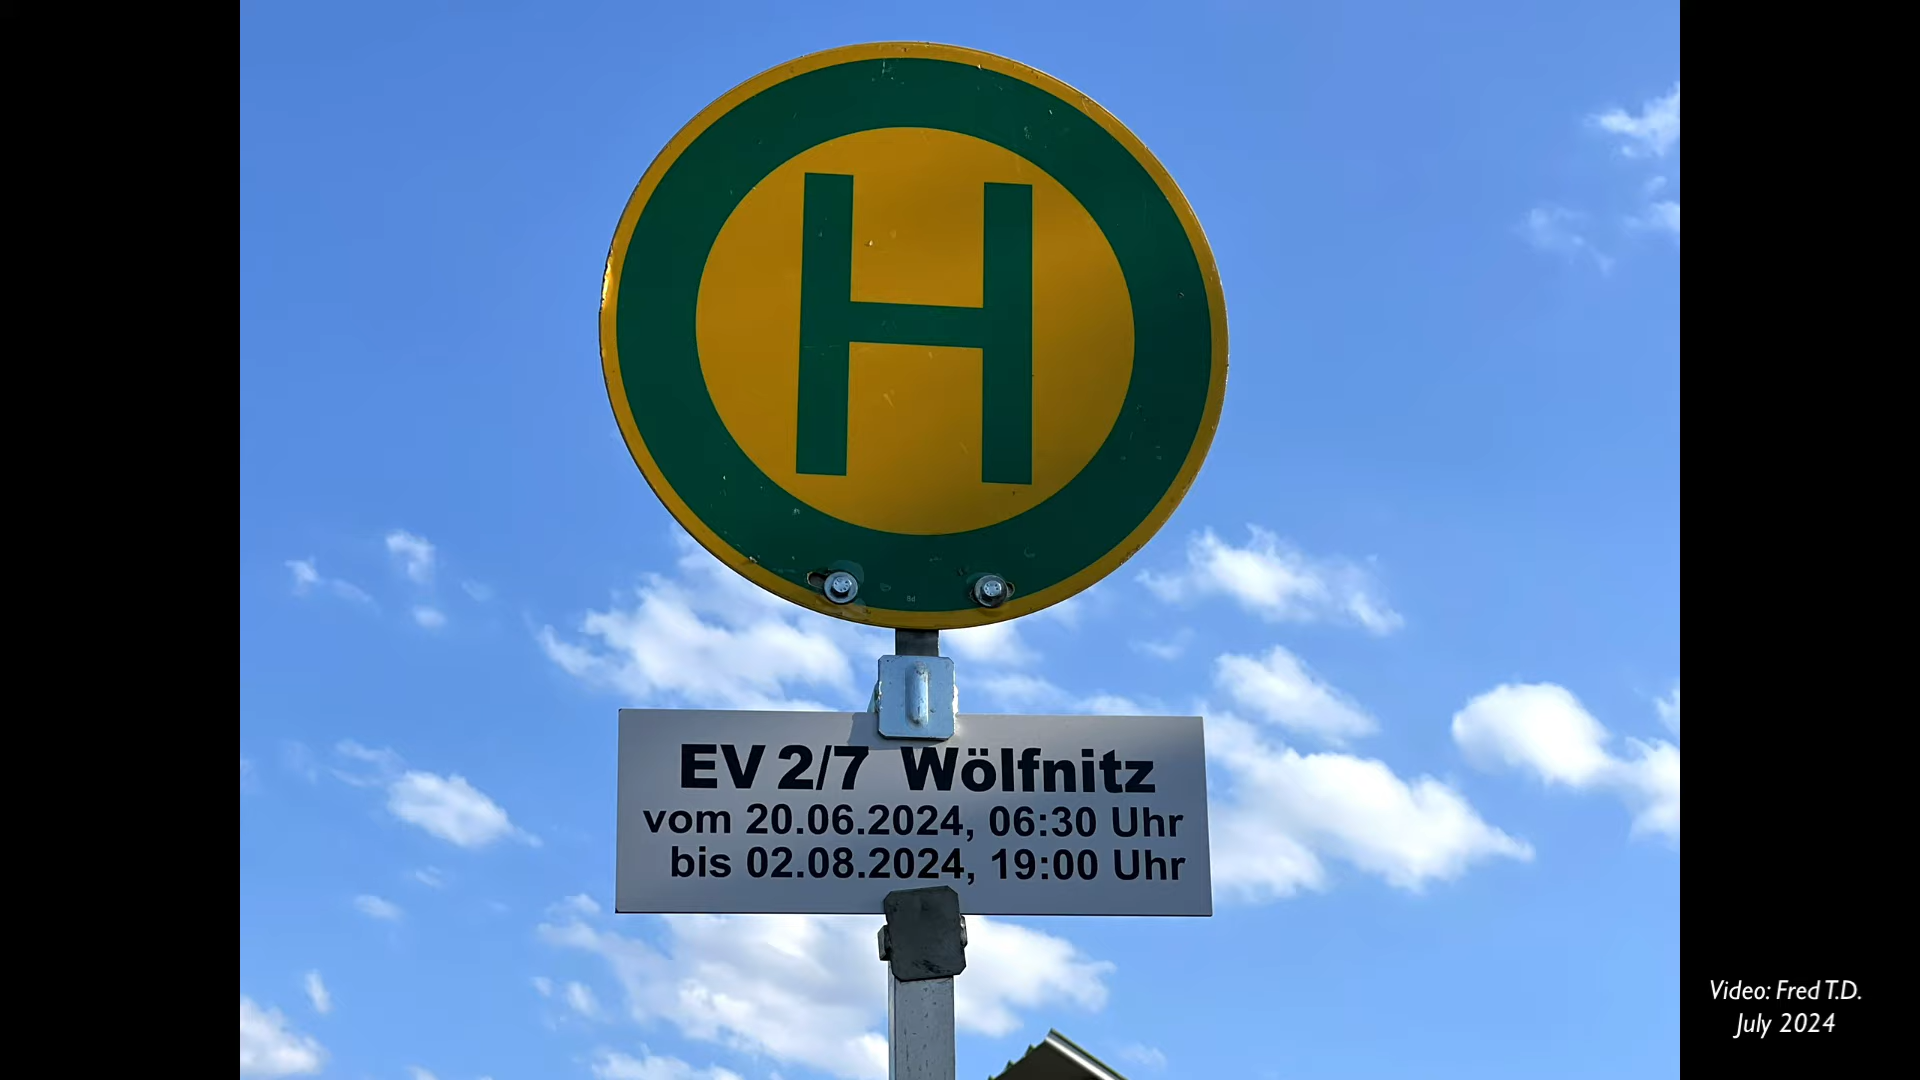 H
EV 2/7 Wölfnitz
vom 20.06.2024, 06:30 Uhr
bis 02.08.2024, 19:00 Uhr
Video: Fred T.D.
July 2024